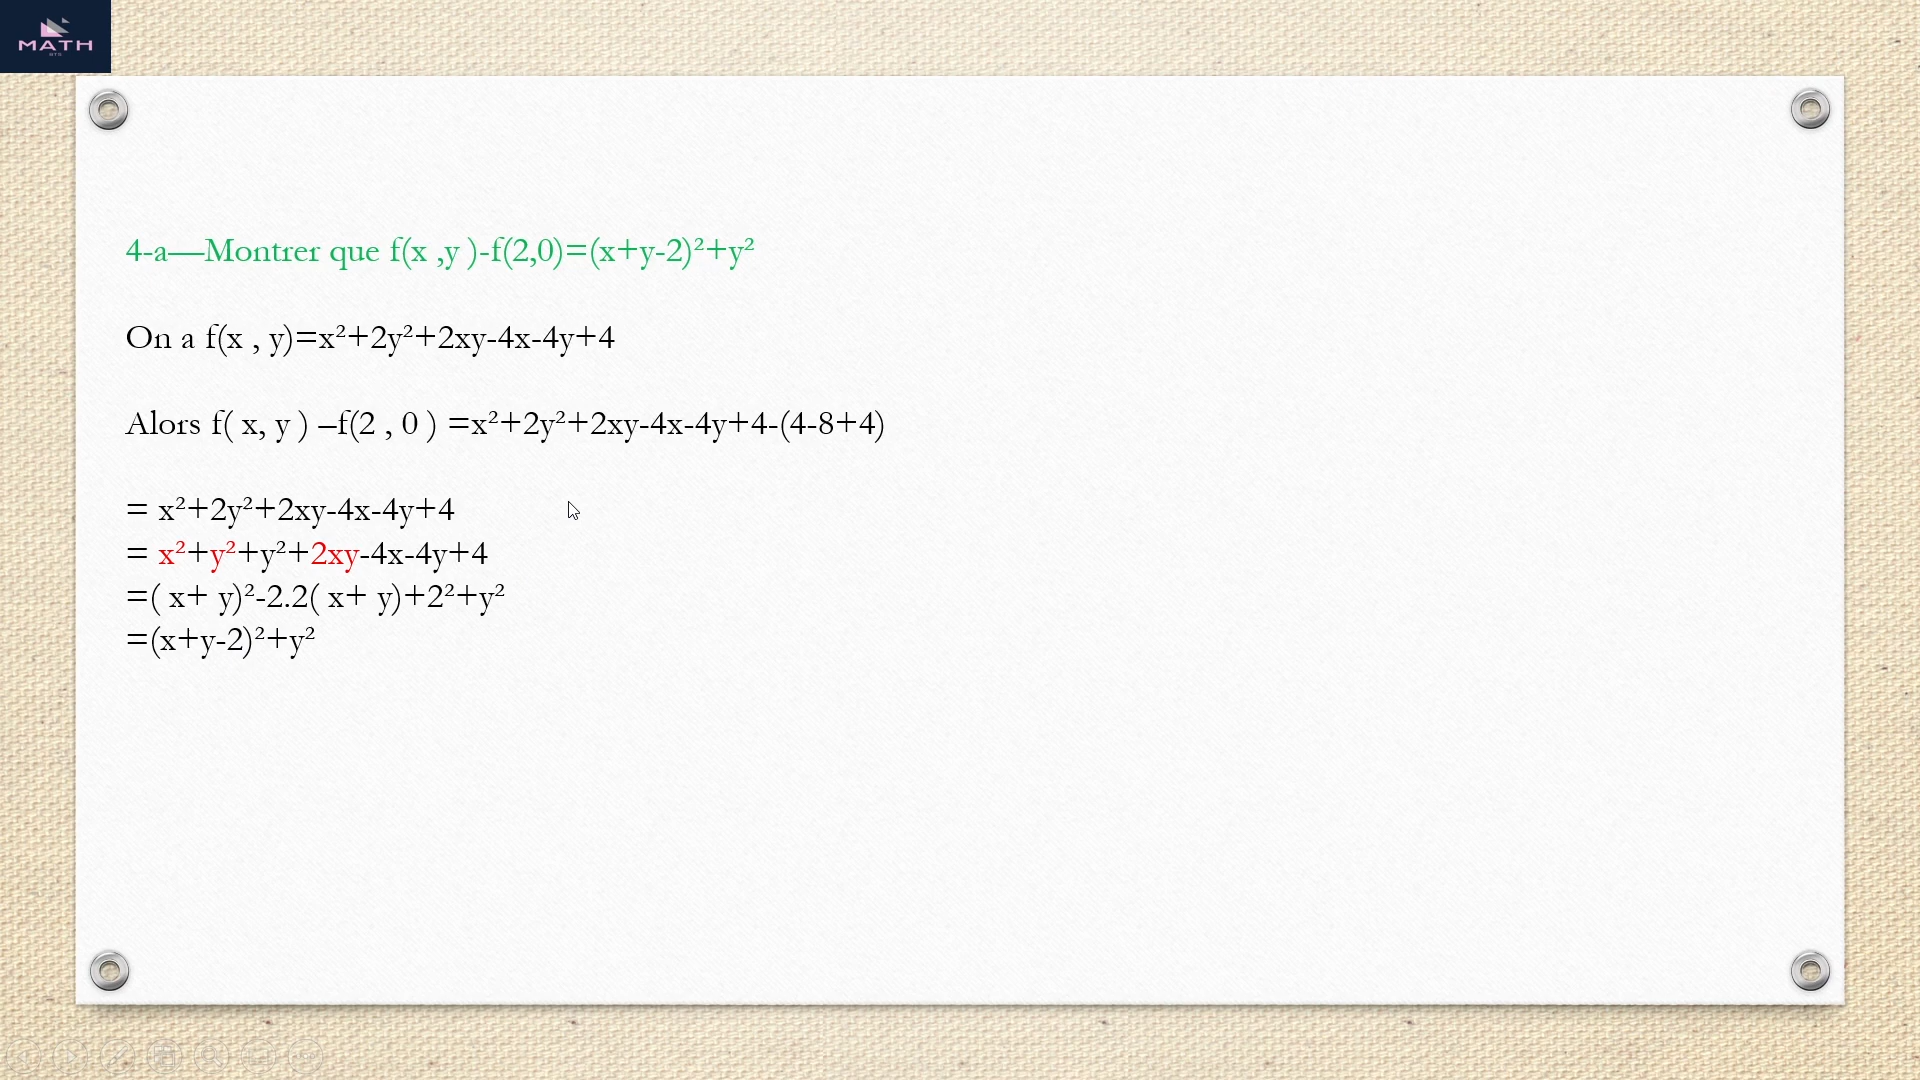 MATH
4-a—Montrer que f(x ,y )-f(2,0)=(x+y-2)²+y²
On a f(x , y)=x²+2y²+2xy-4x-4y+4
Alors f( x, y ) –f(2 , 0 ) =x²+2y²+2xy-4x-4y+4-(4-8+4)
= x²+2y²+2xy-4x-4y+4
= x²+y²+y²+2xy-4x-4y+4
=( x+ y)²-2.2( x+ y)+2²+y²
=(x+y-2)²+y²